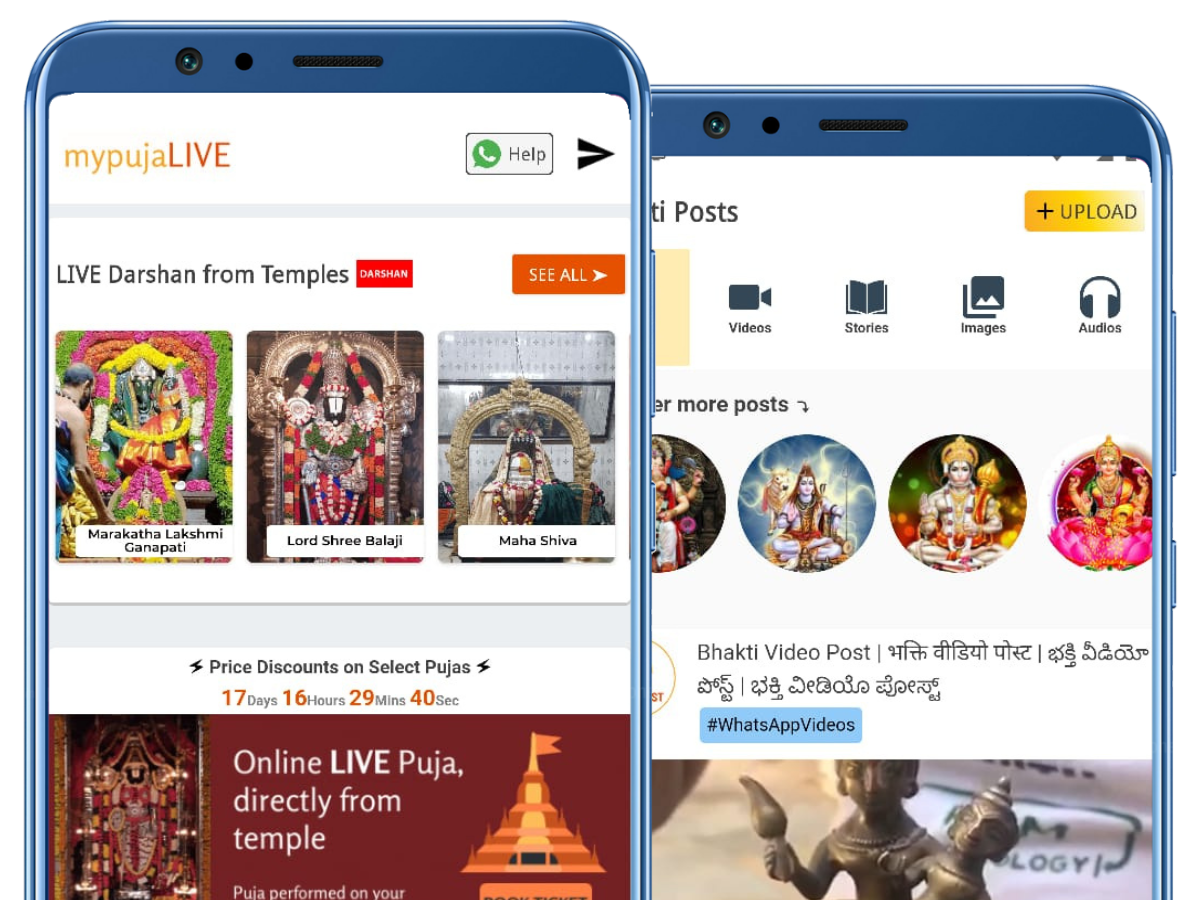 mypujaLIVE
Help
LIVE Darshan from Temples
DARSHAN
SEE ALL
Marakatha Lakshmi
Ganapati
Lord Shree Balaji
Maha Shiva
Price Discounts on Select Pujas
17Days 16Hours 29Mins 40Sec
Online LIVE Puja,
directly from
temple
Puja performed on your
BOOK TICKET
ti Posts
+ UPLOAD
Videos
Stories
Images
Audios
er more posts
Bhakti Video Post | भक्ति वीडियो पोस्ट | భక్తి వీడియో
పోస్ట్ | ಭಕ್ತಿ ವೀಡಿಯೊ ಪೋಸ್ಟ್
ST
#WhatsAppVideos
OLOGY